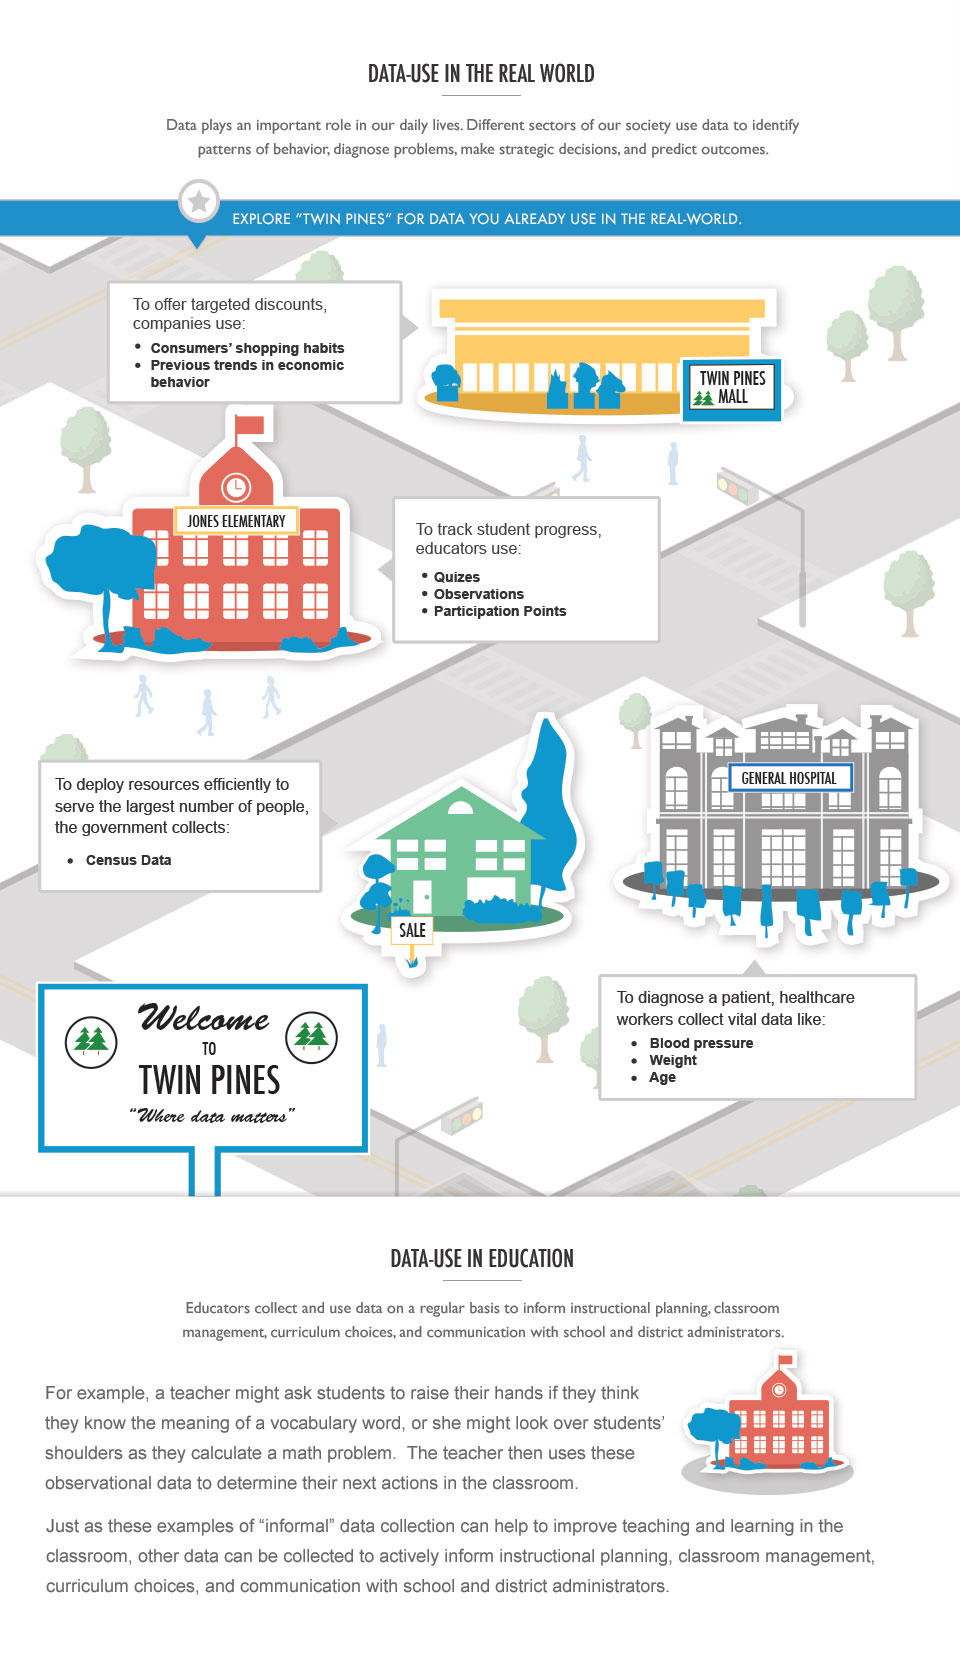 DATA-USE IN THE REAL WORLD
Data plays an important role in our daily lives. Different sectors of our society use data to identify
patterns of behavior, diagnose problems, make strategic decisions, and predict outcomes.
EXPLORE “TWIN PINES” FOR DATA YOU ALREADY USE IN THE REAL-WORLD.
To offer targeted discounts,
companies use:
• Consumers’ shopping habits
• Previous trends in economic
behavior
TWIN PINES
MALL
JONES ELEMENTARY
To track student progress,
educators use:
• Quizes
• Observations
• Participation Points
To deploy resources efficiently to
serve the largest number of people,
the government collects:
• Census Data
SALE
GENERAL HOSPITAL
To diagnose a patient, healthcare
workers collect vital data like:
• Blood pressure
• Weight
• Age
Welcome
TO
TWIN PINES
“Where data matters”
DATA-USE IN EDUCATION
Educators collect and use data on a regular basis to inform instructional planning, classroom
management, curriculum choices, and communication with school and district administrators.
For example, a teacher might ask students to raise their hands if they think
they know the meaning of a vocabulary word, or she might look over students’
shoulders as they calculate a math problem.  The teacher then uses these
observational data to determine their next actions in the classroom.
Just as these examples of “informal” data collection can help to improve teaching and learning in the
classroom, other data can be collected to actively inform instructional planning, classroom management,
curriculum choices, and communication with school and district administrators.